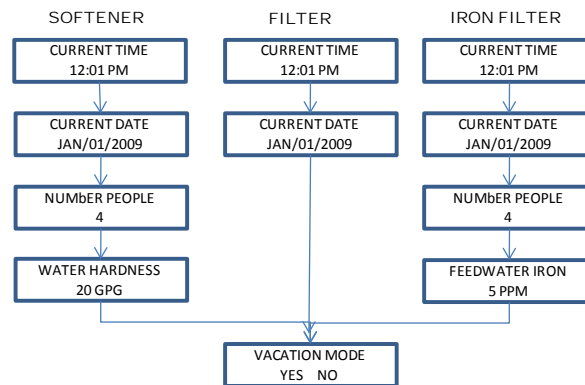 SOFTENER
FILTER
IRON FILTER
CURRENT TIME
12:01 PM
CURRENT TIME
12:01 PM
CURRENT TIME
12:01 PM
CURRENT DATE
JAN/01/2009
CURRENT DATE
JAN/01/2009
CURRENT DATE
JAN/01/2009
NUMbER PEOPLE
4
NUMbER PEOPLE
4
WATER HARDNESS
20 GPG
FEEDWATER IRON
5 PPM
VACATION MODE
YES NO